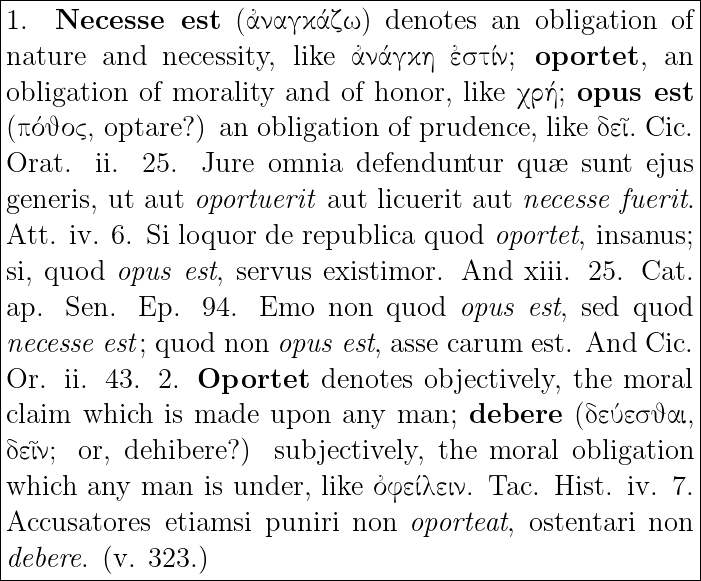 1. Necesse est (ἀναγκάζω) denotes an obligation of
nature and necessity, like ἀνάγκη ἐστίν; oportet, an
obligation of morality and of honor, like χρή; opus est
(πόθος, optare?) an obligation of prudence, like δεῖ. Cic.
Orat. ii. 25. Jure omnia defenduntur quæ sunt ejus
generis, ut aut oportuerit aut licuerit aut necesse fuerit.
Att. iv. 6. Si loquor de republica quod oportet, insanus;
si, quod opus est, servus existimor. And xiii. 25. Cat.
ap. Sen. Ep. 94. Emo non quod opus est, sed quod
necesse est; quod non opus est, asse carum est. And Cic.
Or. ii. 43. 2. Oportet denotes objectively, the moral
claim which is made upon any man; debere (δεύεσθαι,
δεῖν; or, dehibere?) subjectively, the moral obligation
which any man is under, like ὀφείλειν. Tac. Hist. iv. 7.
Accusatores etiamsi puniri non oporteat, ostentari non
debere. (v. 323.)